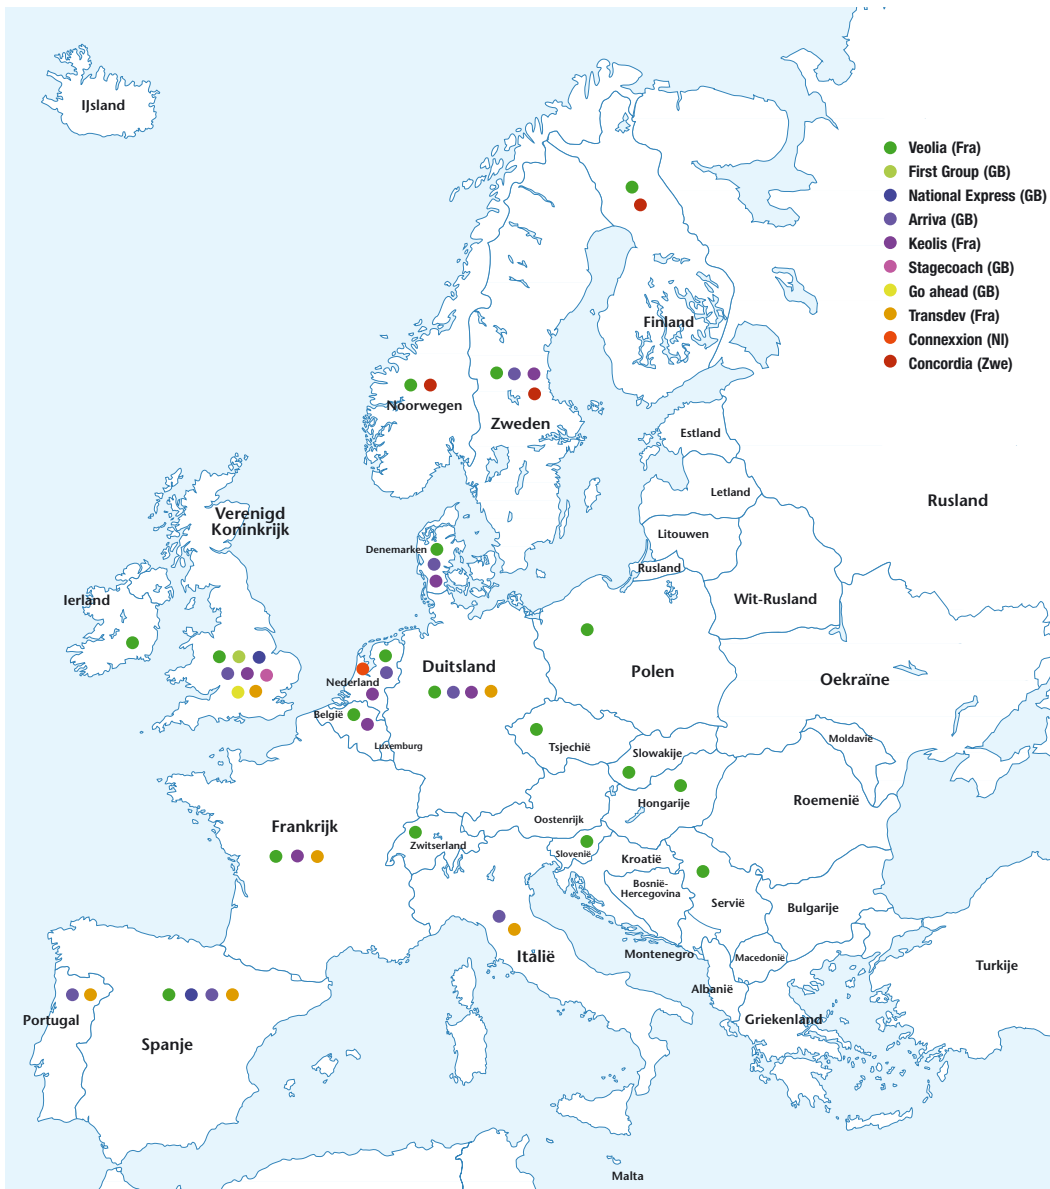 IJsland
Veolia (Fra)
First Group (GB)
National Express (GB)
Arriva (GB)
Keolis (Fra)
Stagecoach (GB)
Go ahead (GB)
Transdev (Fra)
Connexxion (Nl)
Concordia (Zwe)
Finland
Noorwegen
Zweden
Estland
Letland
Rusland
Verenigd
Koninkrijk
Litouwen
Denemarken
Rusland
Ierland
Wit-Rusland
Duitsland
Polen
Oekraïne
Nederland
België
Luxemburg
Tsjechië
Slowakije
Moldavië
Hongarije
Roemenië
Frankrijk
Oostenrijk
Zwitserland
Slovenië
Kroatië
Bosnië-
Hercegovina
Servië
Bulgarije
Italië
Montenegro
Macedonië
Turkije
Albanië
Portugal
Griekenland
Spanje
Malta